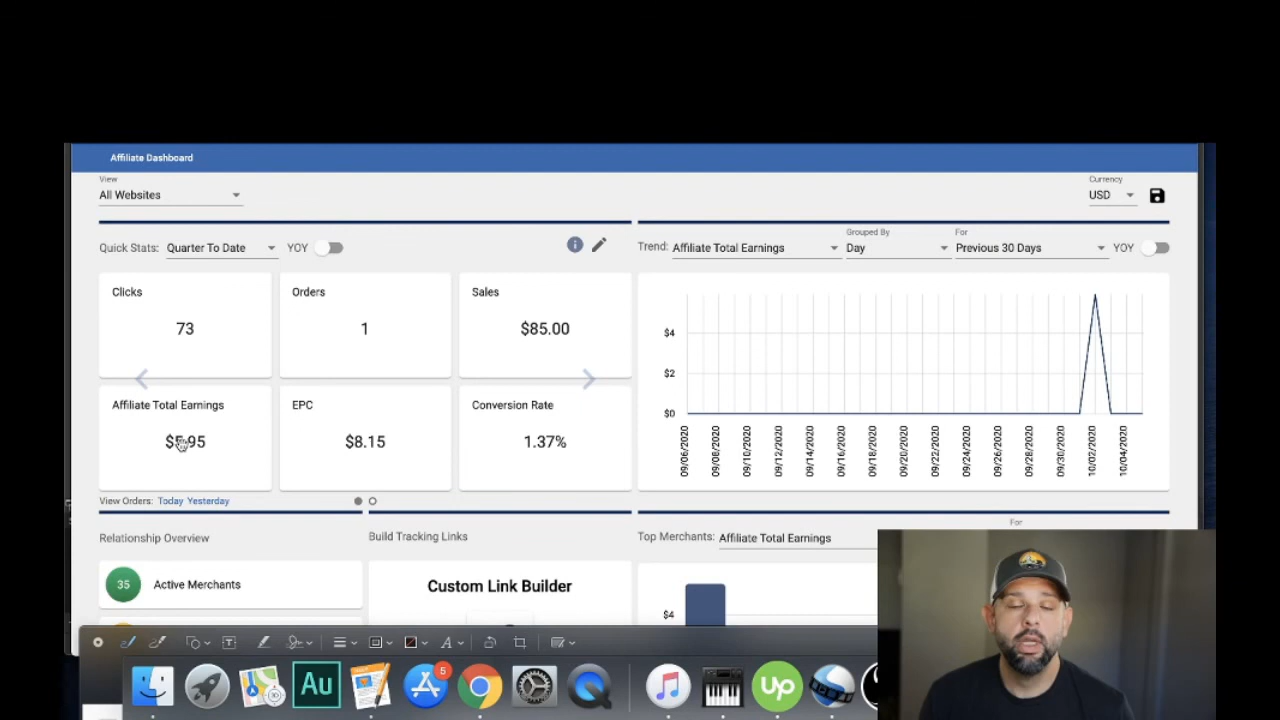 Affiliate Dashboard
View
All Websites
Currency
USD
Quick Stats: Quarter To Date YOY
Trend: Affiliate Total Earnings
Grouped By
Day
For
Previous 30 Days
YOY
Clicks
73
Orders
1
Sales
$85.00
Affiliate Total Earnings
$5.95
EPC
$8.15
Conversion Rate
1.37%
$4
$2
$0
09/06/2020
09/08/2020
09/10/2020
09/12/2020
09/14/2020
09/16/2020
09/18/2020
09/20/2020
09/22/2020
09/24/2020
09/26/2020
09/28/2020
09/30/2020
10/02/2020
10/04/2020
View Orders: Today Yesterday
Relationship Overview
35 Active Merchants
Build Tracking Links
Custom Link Builder
Top Merchants: Affiliate Total Earnings
For
$4
T
A
Au
5
Up